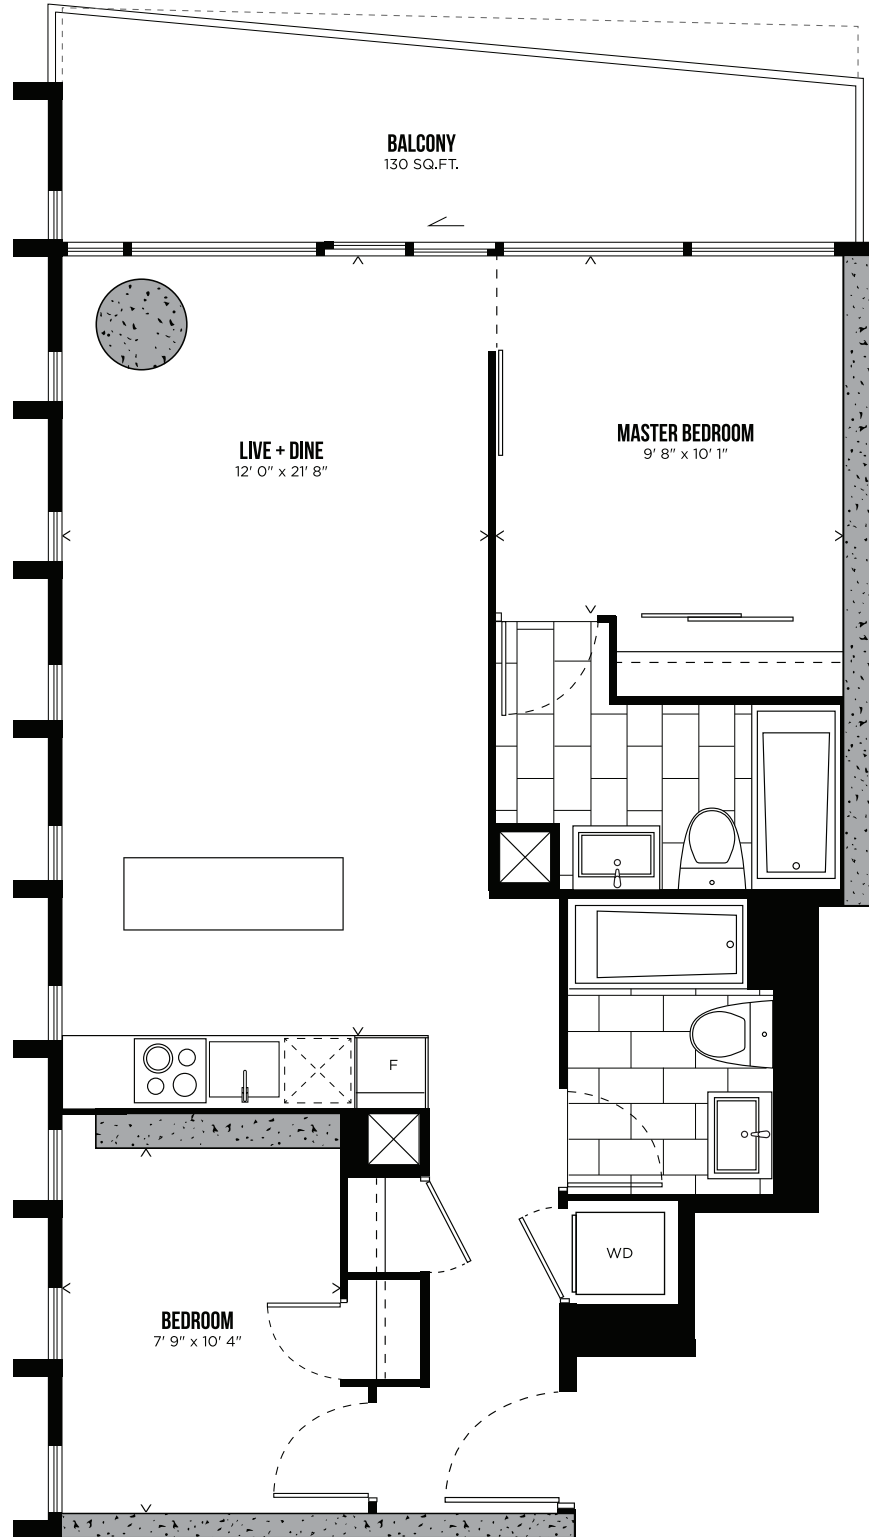 BALCONY
130 SQ.FT.
LIVE + DINE
12' 0" x 21' 8"
MASTER BEDROOM
9' 8" x 10' 1"
F
WD
BEDROOM
7' 9" x 10' 4"